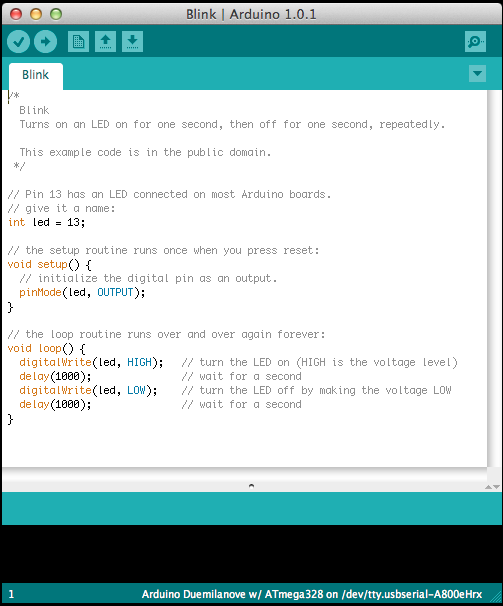 Blink | Arduino 1.0.1
Blink
/*
  Blink
  Turns on an LED on for one second, then off for one second, repeatedly.

  This example code is in the public domain.
 */

// Pin 13 has an LED connected on most Arduino boards.
// give it a name:
int led = 13;

// the setup routine runs once when you press reset:
void setup() {
  // initialize the digital pin as an output.
  pinMode(led, OUTPUT);
}

// the loop routine runs over and over again forever:
void loop() {
  digitalWrite(led, HIGH);   // turn the LED on (HIGH is the voltage level)
  delay(1000);               // wait for a second
  digitalWrite(led, LOW);    // turn the LED off by making the voltage LOW
  delay(1000);               // wait for a second
}
1 Arduino Duemilanove w/ ATmega328 on /dev/tty.usbserial-A800eHrx